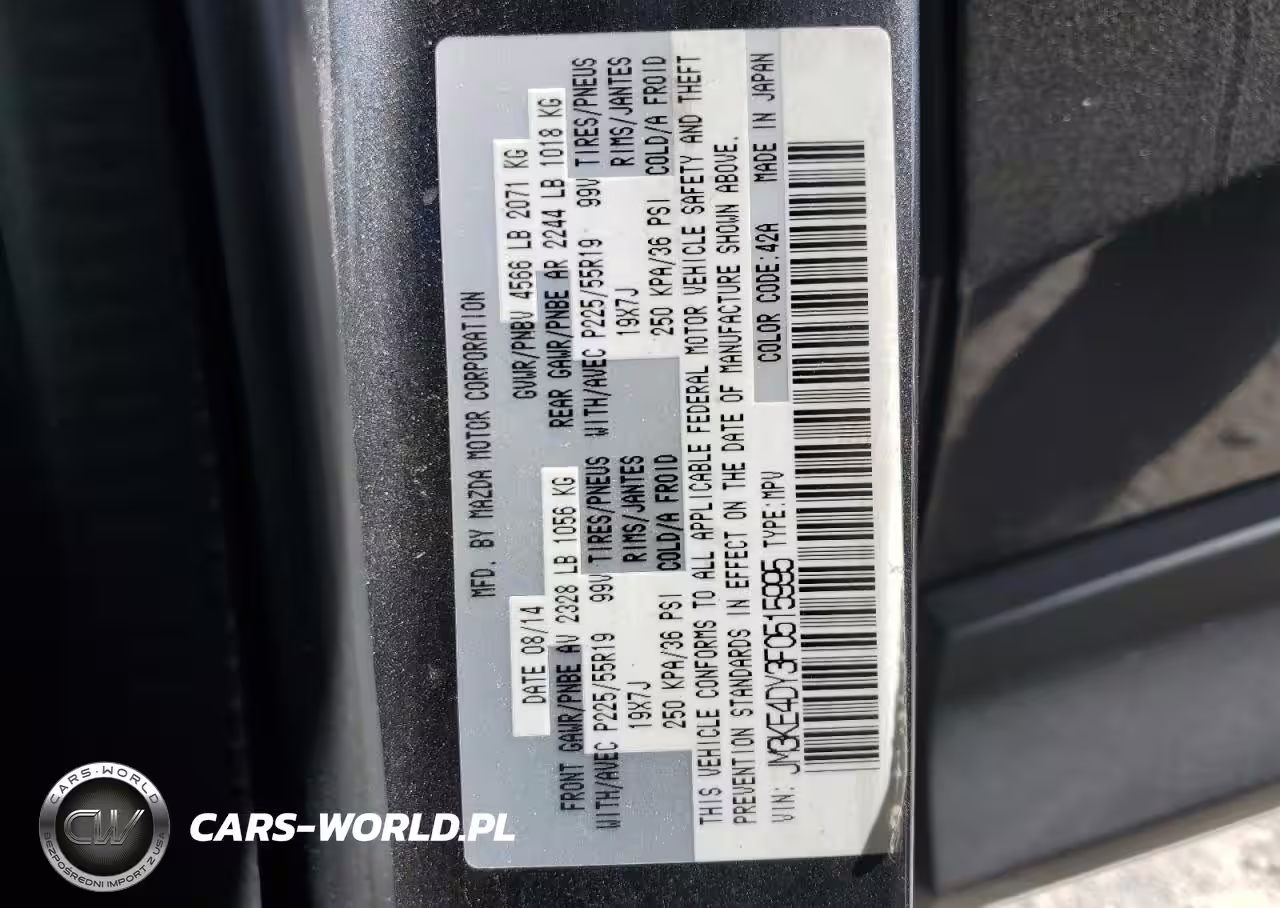 MFD. BY MAZDA MOTOR CORPORATION
DATE 08/14 GVWR/PNBV 4566 LB 2071 KG
FRONT GAWR/PNBE AV 2328 LB 1056 KG REAR GAWR/PNBE AR 2244 LB 1018 KG
WITH/AVEC P225/55R19 99V TIRES/PNEUS WITH/AVEC P225/55R19 99V TIRES/PNEUS
19X7J RIMS/JANTES 19X7J RIMS/JANTES
250 KPA/36 PSI COLD/A FROID 250 KPA/36 PSI COLD/A FROID
THIS VEHICLE CONFORMS TO ALL APPLICABLE FEDERAL MOTOR VEHICLE SAFETY AND THEFT
PREVENTION STANDARDS IN EFFECT ON THE DATE OF MANUFACTURE SHOWN ABOVE.
VIN: JM3KE4DY3F0515995 TYPE:MPV COLOR CODE:42A MADE IN JAPAN
CARS-WORLD
CW
BEZPOŚREDNI IMPORT Z USA
CARS-WORLD.PL